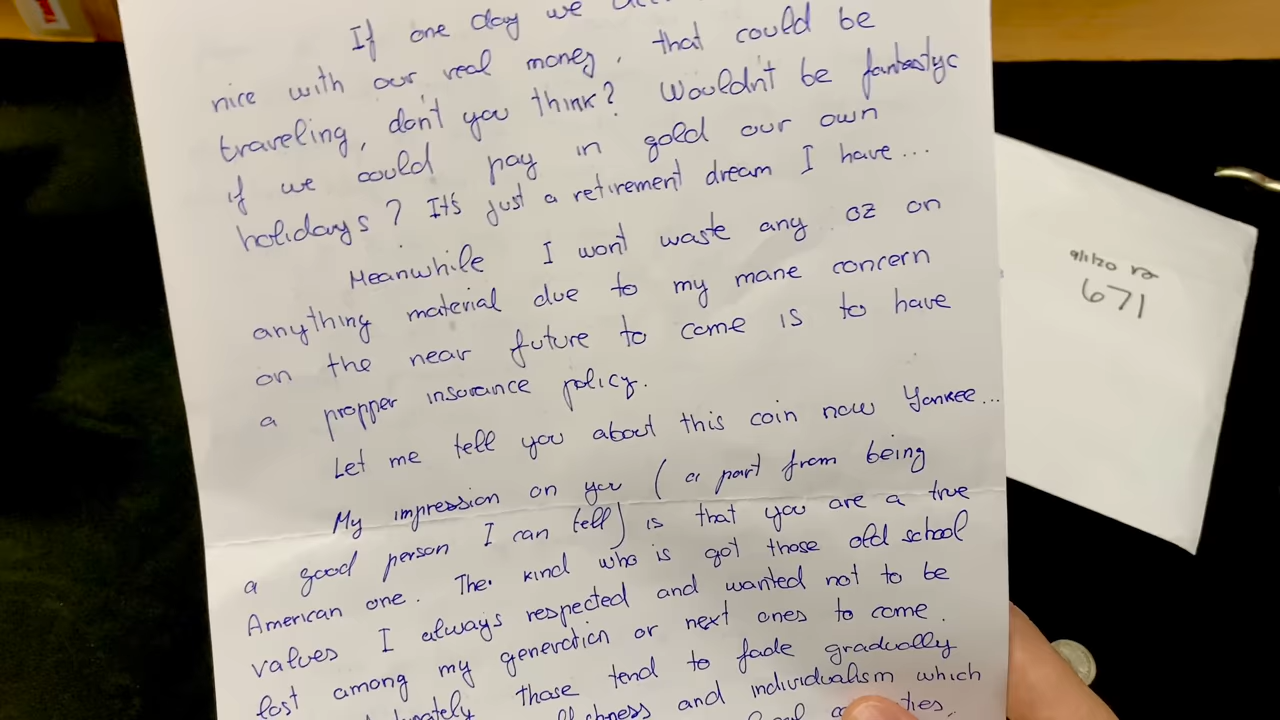 If one day we
nice with our real money, that could be
traveling, don't you think? Wouldn't be fantastyc
if we could pay in gold our own
holidays? It's just a retirement dream I have...
Meanwhile I won't waste any oz on
anything material due to my mane concern
on the near future to come is to have
a propper insurance policy.
Let me tell you about this coin now Yankee...
My impression on you (a part from being
a good person I can tell) is that you are a true
American one. The kind who is got those old school
values I always respected and wanted not to be
lost among my generation or next ones to come.
those tend to fade gradually
and individualism which
9/1/20
671